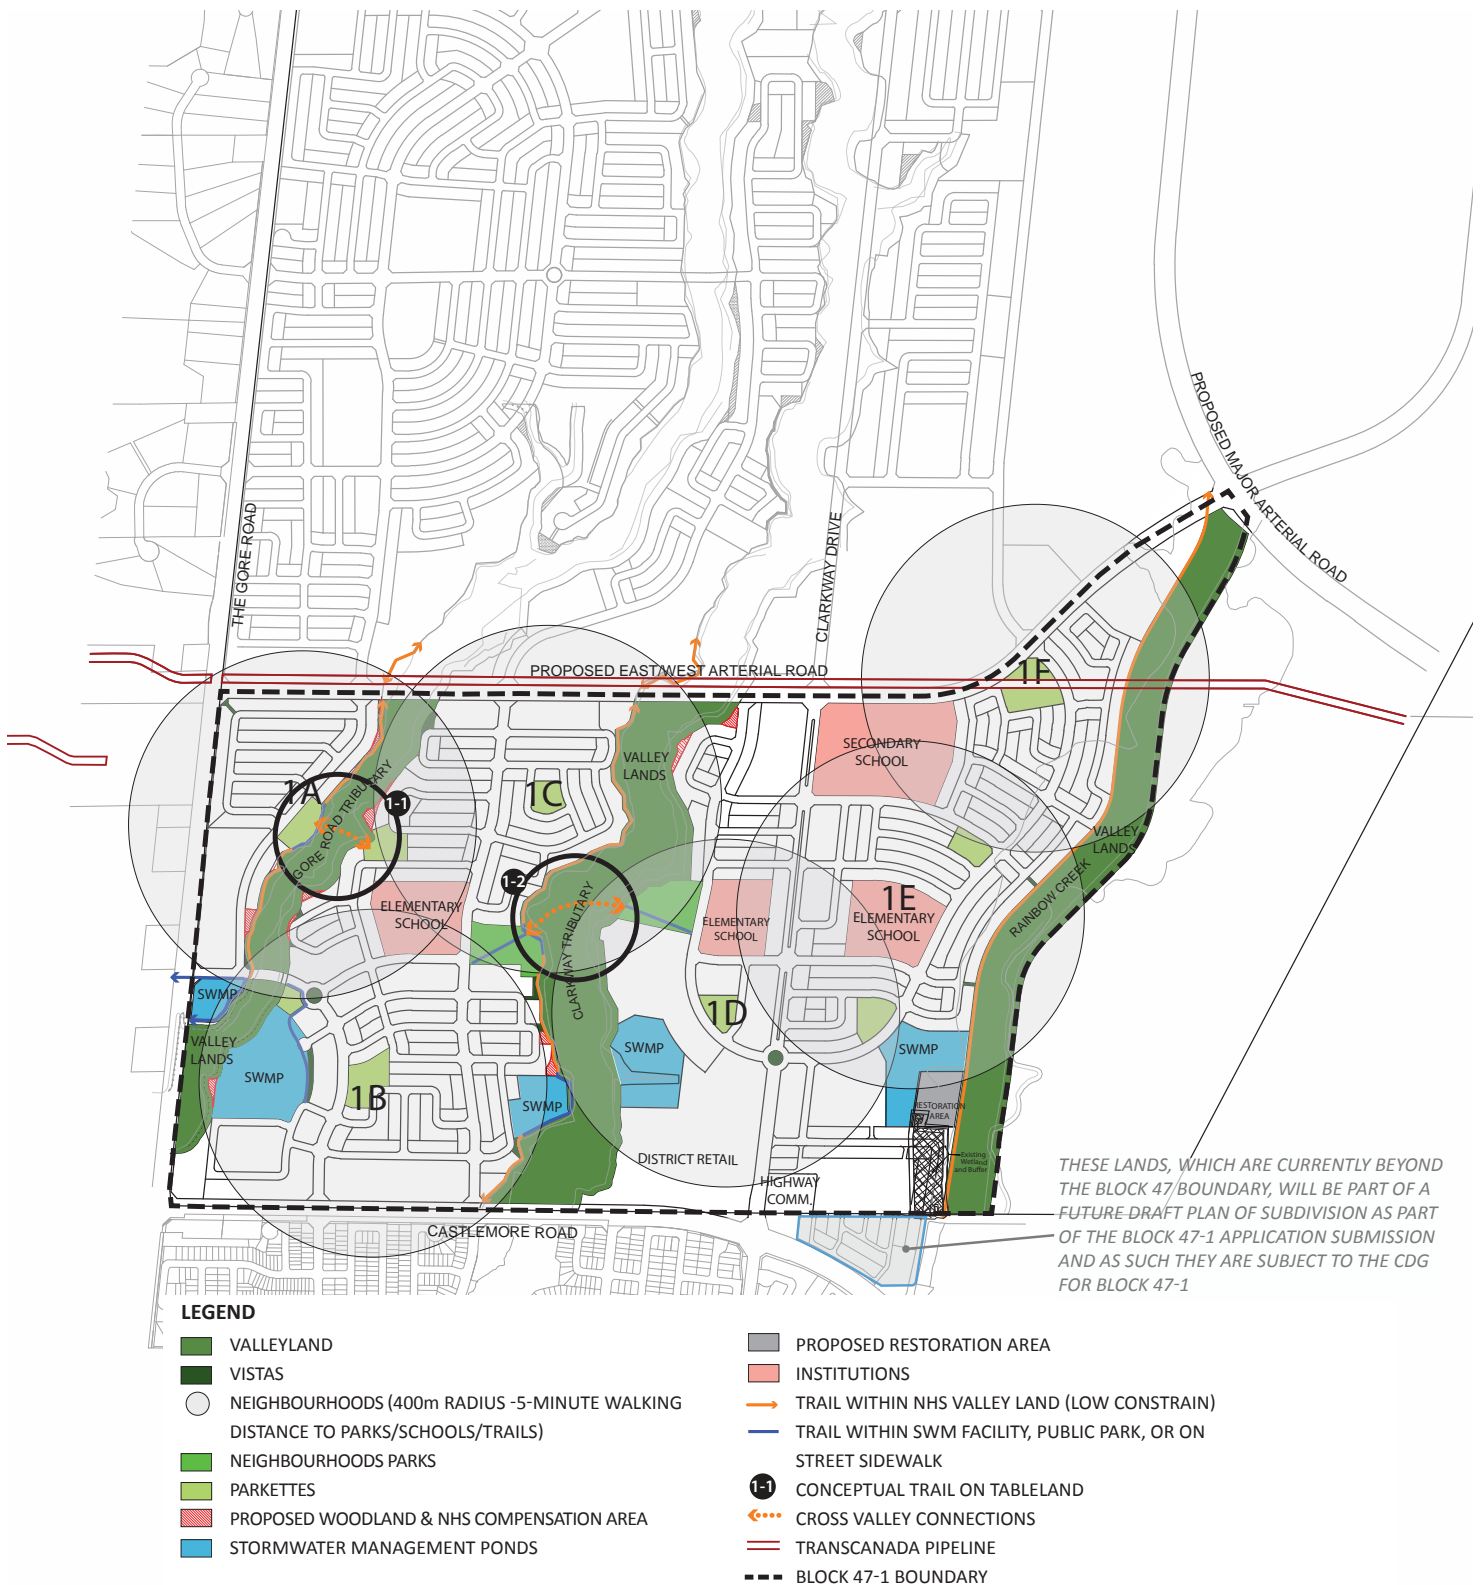 PROPOSED MAJOR ARTERIAL ROAD
THE GORE ROAD
CLARKWAY DRIVE
PROPOSED EAST/WEST ARTERIAL ROAD
1F
SECONDARY
SCHOOL
VALLEY
LANDS
1A
1-1
1C
GORE ROAD TRIBUTARY
VALLEY
LANDS
1-2
ELEMENTARY
SCHOOL
CLARKWAY TRIBUTARY
ELEMENTARY
SCHOOL
1E
ELEMENTARY
SCHOOL
RAINBOW CREEK
SWMP
1D
VALLEY
LANDS
SWMP
SWMP
SWMP
1B
SWMP
RESTORATION
AREA
DISTRICT RETAIL
Existing
Wetland
and Buffer
HIGHWAY
COMM.
CASTLEMORE ROAD
THESE LANDS, WHICH ARE CURRENTLY BEYOND
THE BLOCK 47 BOUNDARY, WILL BE PART OF A
FUTURE DRAFT PLAN OF SUBDIVISION AS PART
OF THE BLOCK 47-1 APPLICATION SUBMISSION
AND AS SUCH THEY ARE SUBJECT TO THE CDG
FOR BLOCK 47-1
LEGEND
VALLEYLAND
VISTAS
NEIGHBOURHOODS (400m RADIUS -5-MINUTE WALKING
DISTANCE TO PARKS/SCHOOLS/TRAILS)
NEIGHBOURHOODS PARKS
PARKETTES
PROPOSED WOODLAND & NHS COMPENSATION AREA
STORMWATER MANAGEMENT PONDS
PROPOSED RESTORATION AREA
INSTITUTIONS
TRAIL WITHIN NHS VALLEY LAND (LOW CONSTRAIN)
TRAIL WITHIN SWM FACILITY, PUBLIC PARK, OR ON
STREET SIDEWALK
1-1 CONCEPTUAL TRAIL ON TABLELAND
CROSS VALLEY CONNECTIONS
TRANSCANADA PIPELINE
BLOCK 47-1 BOUNDARY